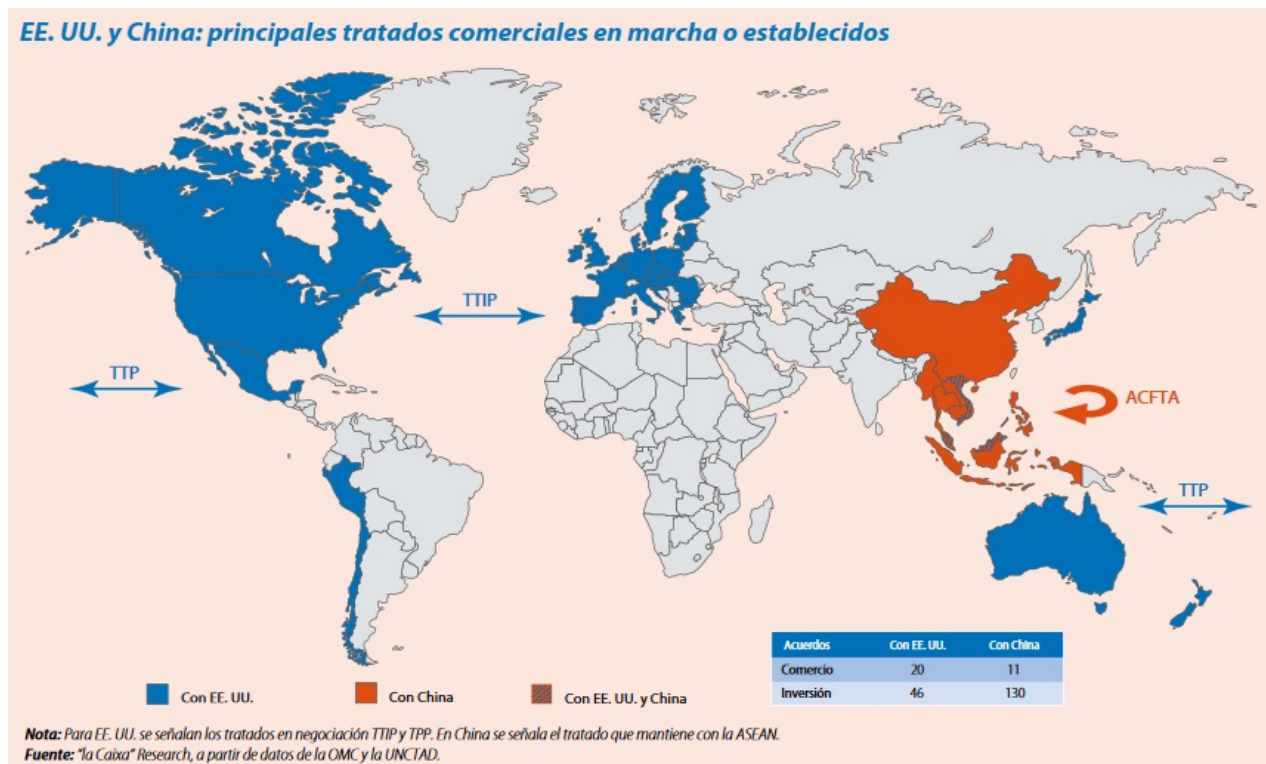 EE. UU. y China: principales tratados comerciales en marcha o establecidos
TTIP
TTP
ACFTA
TTP
Acuerdos Con EE. UU. Con China
Comercio 20 11
Inversión 46 130
Con EE. UU. Con China Con EE. UU. y China
Nota: Para EE. UU. se señalan los tratados en negociación TTIP y TPP. En China se señala el tratado que mantiene con la ASEAN.
Fuente: "la Caixa" Research, a partir de datos de la OMC y la UNCTAD.